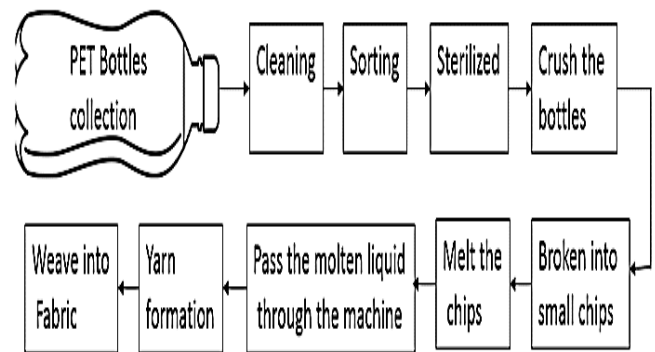 PET Bottles
collection
Cleaning
Sorting
Sterilized
Crush the
bottles
Broken into
small chips
Melt the
chips
Pass the molten liquid
through the machine
Yarn
formation
Weave into
Fabric